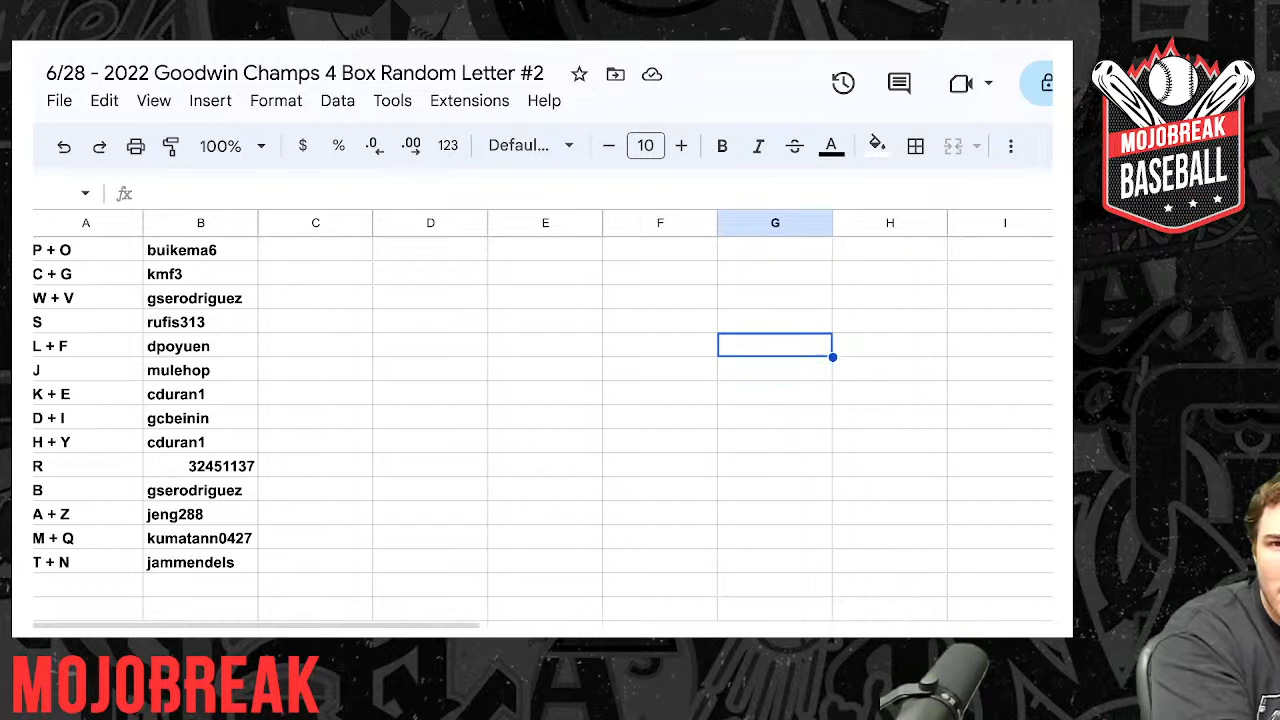 6/28 - 2022 Goodwin Champs 4 Box Random Letter #2
File Edit View Insert Format Data Tools Extensions Help
100% $ % .0 .00 123 Defaul... 10 B I S A
fx
A B C D E F G H I
P + O buikema6
C + G kmf3
W + V gserodriguez
S rufis313
L + F dpoyuen
J mulehop
K + E cduran1
D + I gcbeinin
H + Y cduran1
R 32451137
B gserodriguez
A + Z jeng288
M + Q kumatann0427
T + N jammendels
MOJOBREAK
BASEBALL
MOJOBREAK